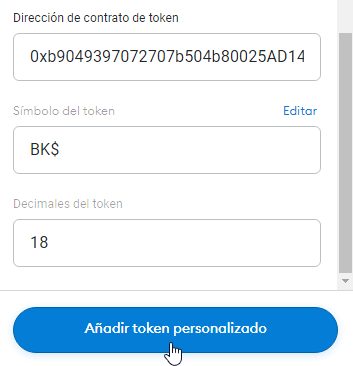 Dirección de contrato de token
0xb9049397072707b504b80025AD14
Símbolo del token
Editar
BK$
Decimales del token
18
Añadir token personalizado